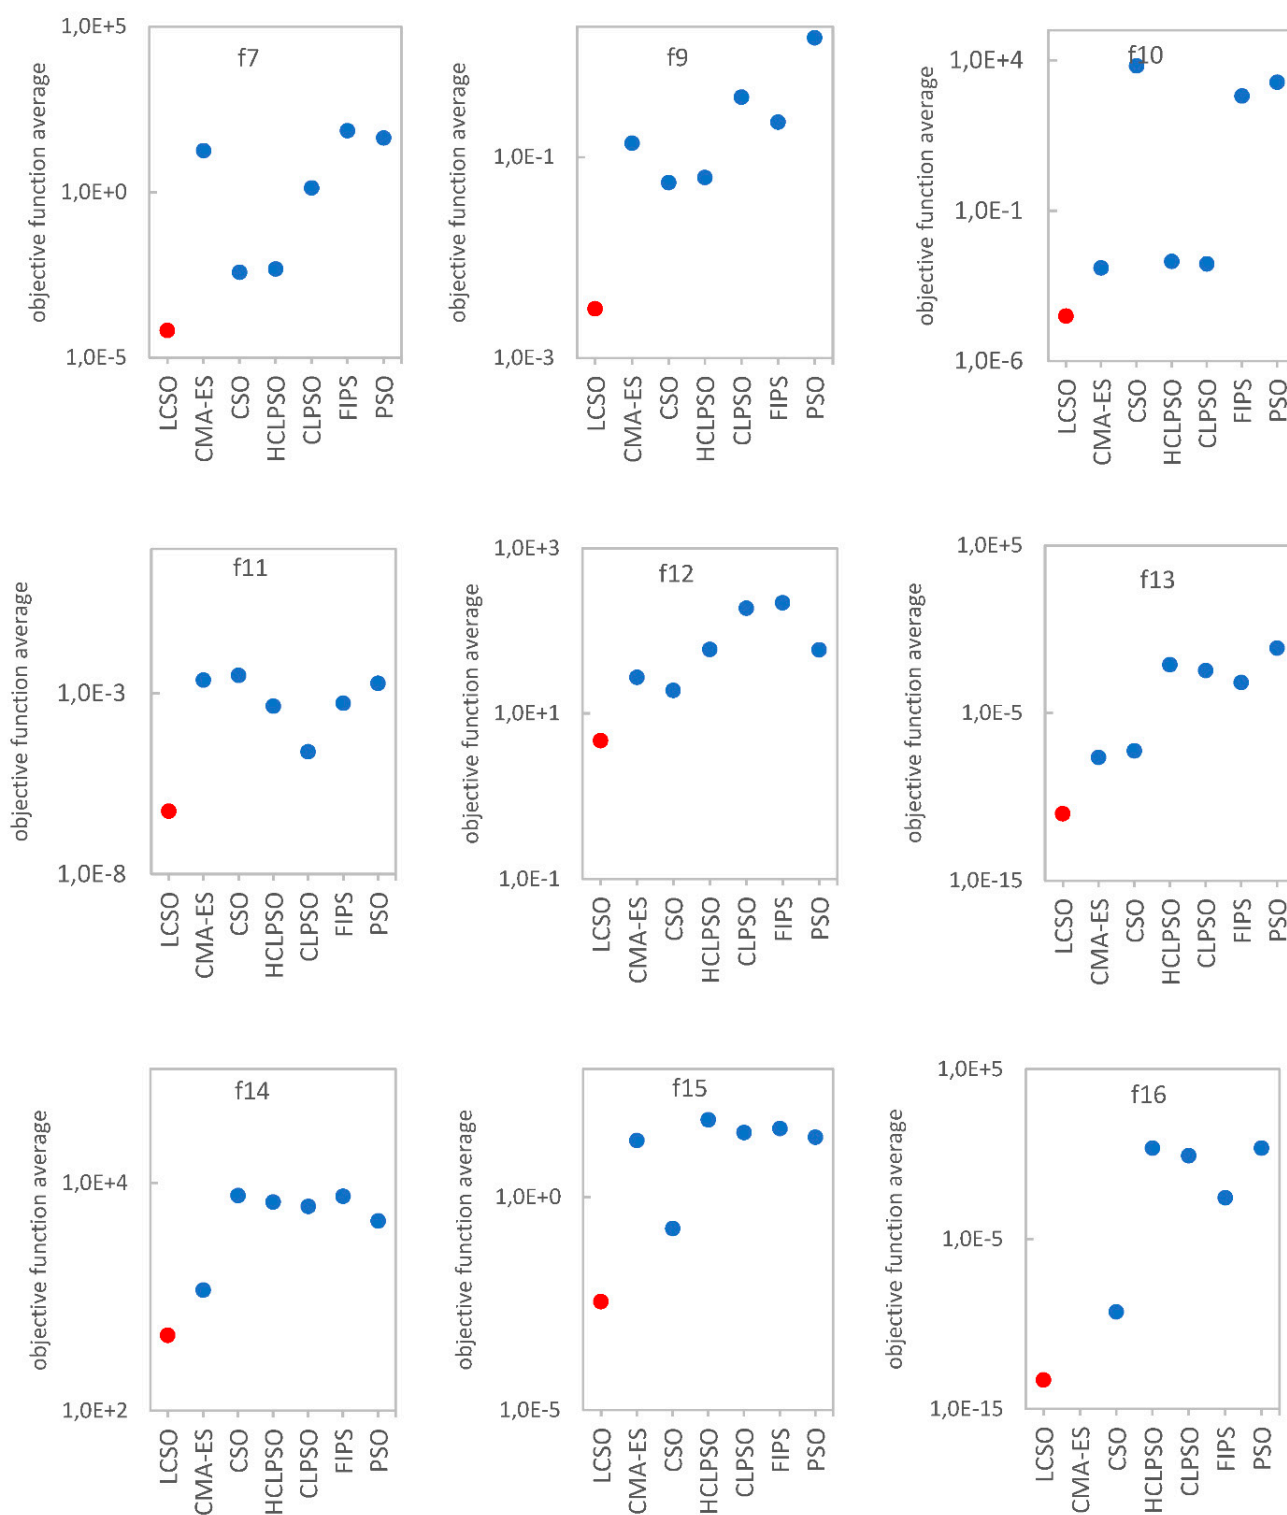 f7
objective function average
1,0E+5
1,0E+0
1,0E-5
LCSO
CMA-ES
CSO
HCLPSO
CLPSO
FIPS
PSO
f9
objective function average
1,0E-1
1,0E-3
LCSO
CMA-ES
CSO
HCLPSO
CLPSO
FIPS
PSO
f10
objective function average
1,0E+4
1,0E-1
1,0E-6
LCSO
CMA-ES
CSO
HCLPSO
CLPSO
FIPS
PSO
f11
objective function average
1,0E-3
1,0E-8
LCSO
CMA-ES
CSO
HCLPSO
CLPSO
FIPS
PSO
f12
objective function average
1,0E+3
1,0E+1
1,0E-1
LCSO
CMA-ES
CSO
HCLPSO
CLPSO
FIPS
PSO
f13
objective function average
1,0E+5
1,0E-5
1,0E-15
LCSO
CMA-ES
CSO
HCLPSO
CLPSO
FIPS
PSO
f14
objective function average
1,0E+4
1,0E+2
LCSO
CMA-ES
CSO
HCLPSO
CLPSO
FIPS
PSO
f15
objective function average
1,0E+0
1,0E-5
LCSO
CMA-ES
CSO
HCLPSO
CLPSO
FIPS
PSO
f16
objective function average
1,0E+5
1,0E-5
1,0E-15
LCSO
CMA-ES
CSO
HCLPSO
CLPSO
FIPS
PSO